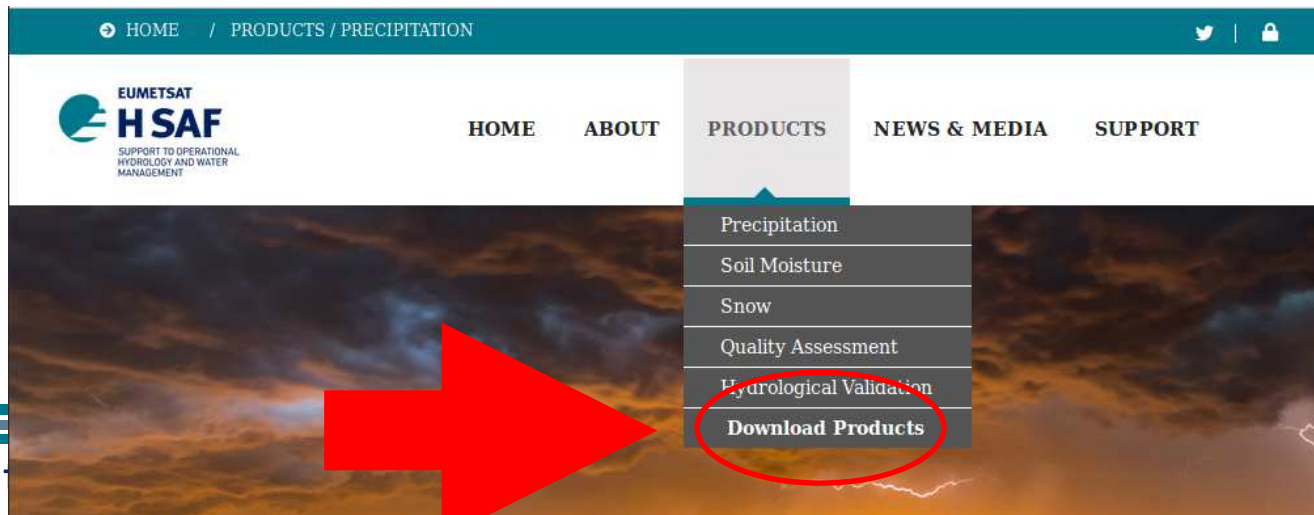 HOME / PRODUCTS / PRECIPITATION
EUMETSAT
H SAF
SUPPORT TO OPERATIONAL
HYDROLOGY AND WATER
MANAGEMENT
HOME ABOUT PRODUCTS NEWS & MEDIA SUPPORT
Precipitation
Soil Moisture
Snow
Quality Assessment
Hydrological Validation
Download Products